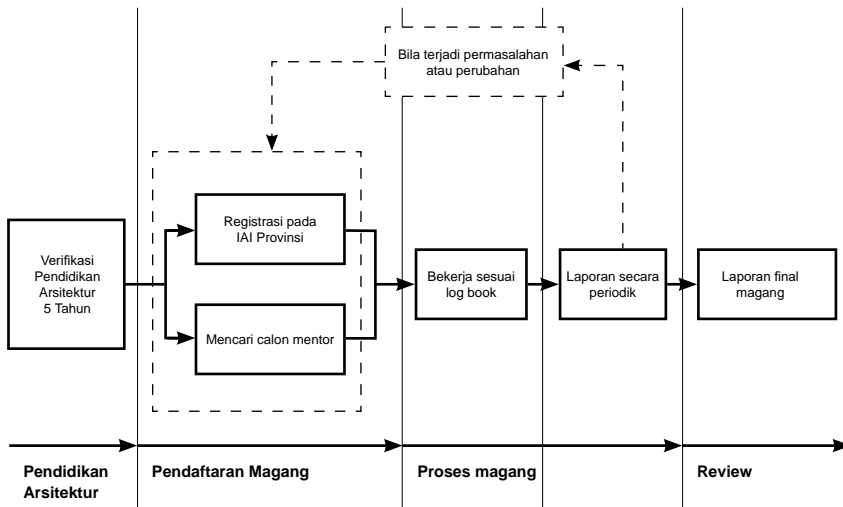 Bila terjadi permasalahan
atau perubahan
Verifikasi
Pendidikan
Arsitektur
5 Tahun
Registrasi pada
IAI Provinsi
Mencari calon mentor
Bekerja sesuai
log book
Laporan secara
periodik
Laporan final
magang
Pendidikan
Arsitektur
Pendaftaran Magang
Proses magang
Review